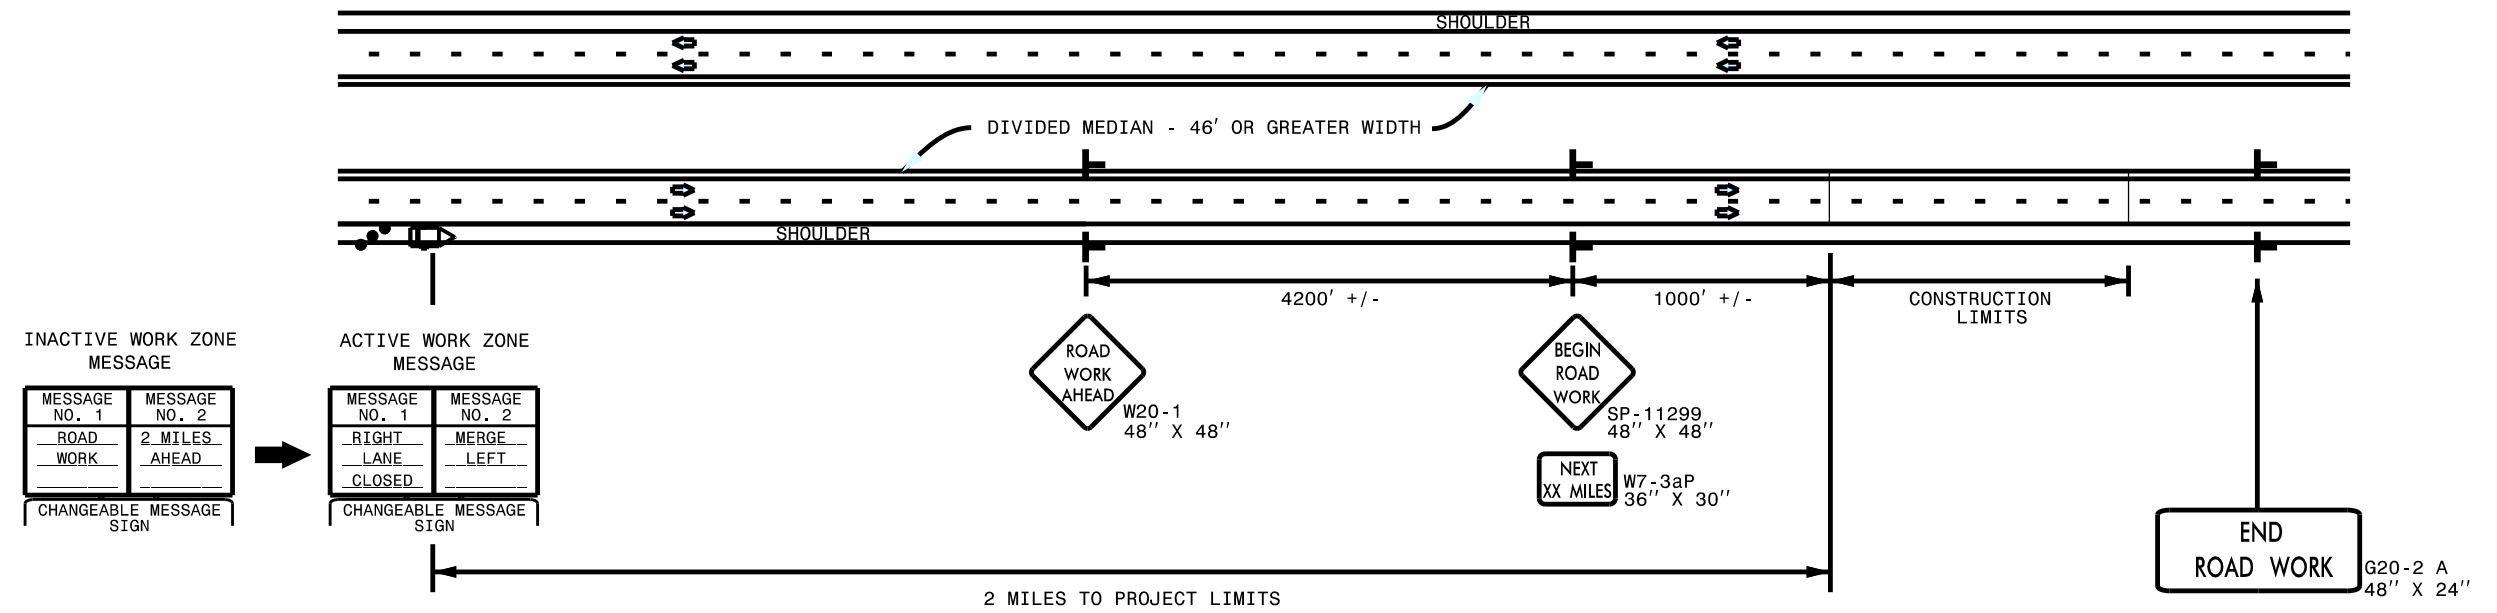 SHOULDER
DIVIDED MEDIAN - 46' OR GREATER WIDTH
SHOULDER
4200' +/-
1000' +/-
CONSTRUCTION
LIMITS
INACTIVE WORK ZONE
MESSAGE
MESSAGE
NO. 1
MESSAGE
NO. 2
ROAD
2 MILES
WORK
AHEAD
CHANGEABLE MESSAGE
SIGN
ACTIVE WORK ZONE
MESSAGE
MESSAGE
NO. 1
MESSAGE
NO. 2
RIGHT
MERGE
LANE
LEFT
CLOSED
CHANGEABLE MESSAGE
SIGN
ROAD
WORK
AHEAD
W20-1
48'' X 48''
BEGIN
ROAD
WORK
SP-11299
48'' X 48''
NEXT
XX MILES
W7-3aP
36'' X 30''
END
ROAD WORK
G20-2 A
48'' X 24''
2 MILES TO PROJECT LIMITS